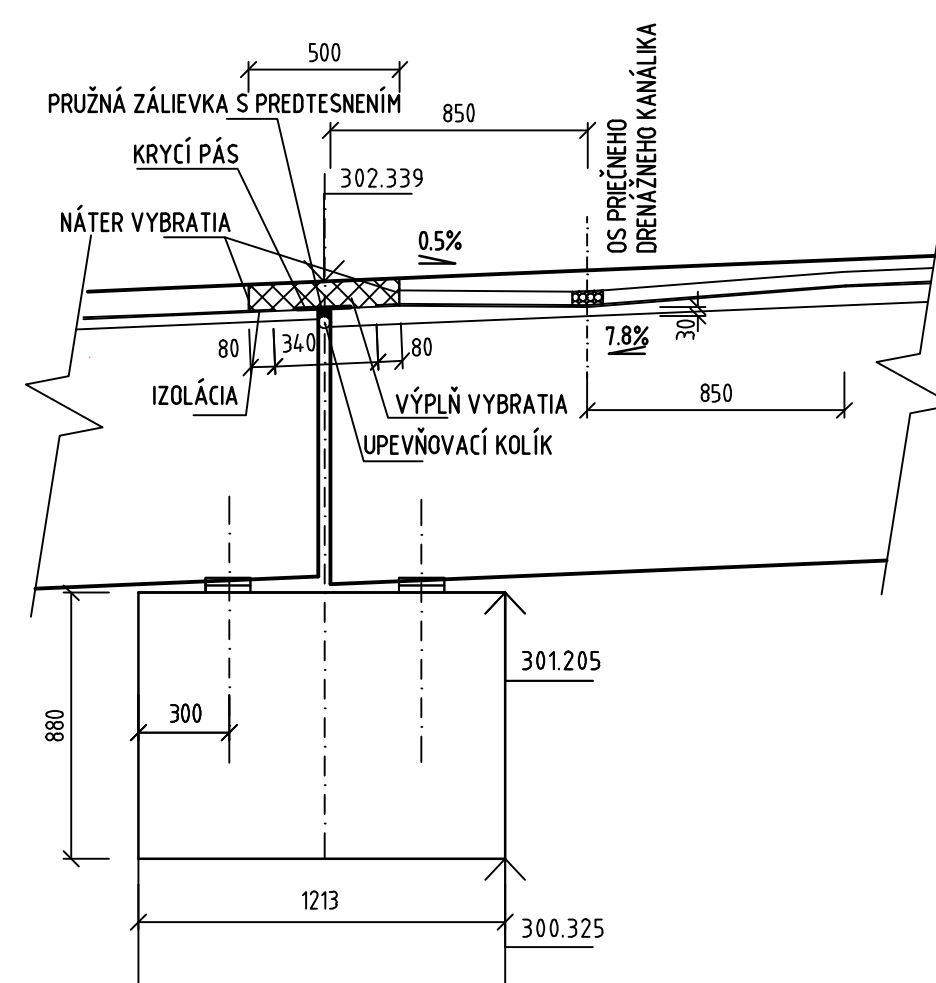 500
PRUŽNÁ ZÁLIEVKA S PREDTESNENÍM
850
KRYCÍ PÁS
302.339
OS PRIEČNEHO
DRENÁŽNEHO KANÁLIKA
NÁTER VYBRATIA
0.5%
80
340
80
30
7.8%
IZOLÁCIA
VÝPLŇ VYBRATIA
850
UPEVŇOVACÍ KOLÍK
301.205
300
880
1213
300.325